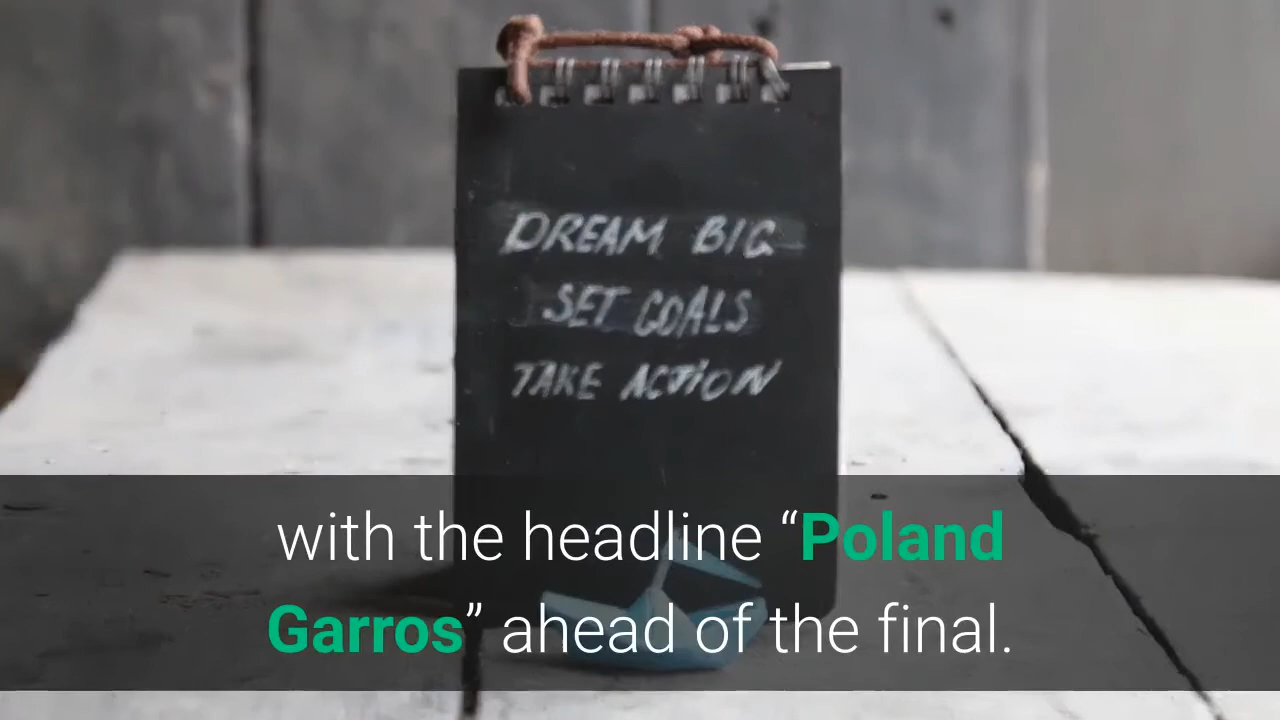 DREAM BIG
SET GOALS
TAKE ACTION
with the headline “Poland
Garros” ahead of the final.